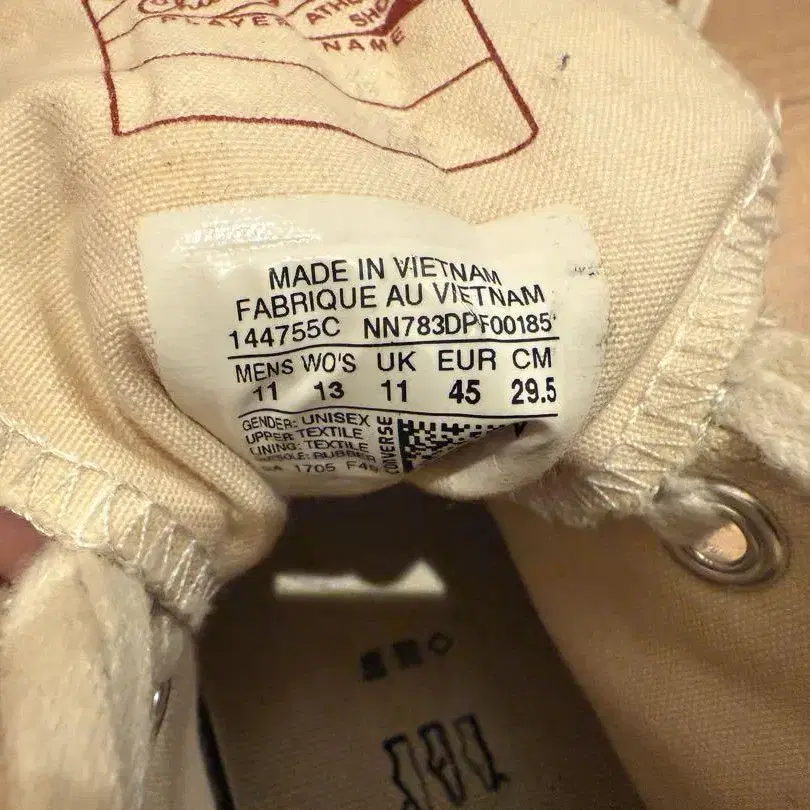 PLAYER
NAME
MADE IN VIETNAM
FABRIQUE AU VIETNAM
144755C NN783DPF00185
MENS WO'S UK EUR CM
11 13 11 45 29.5
GENDER: UNISEX
UPPER: TEXTILE
LINING: TEXTILE
RUBBER
1705
CONVERSE